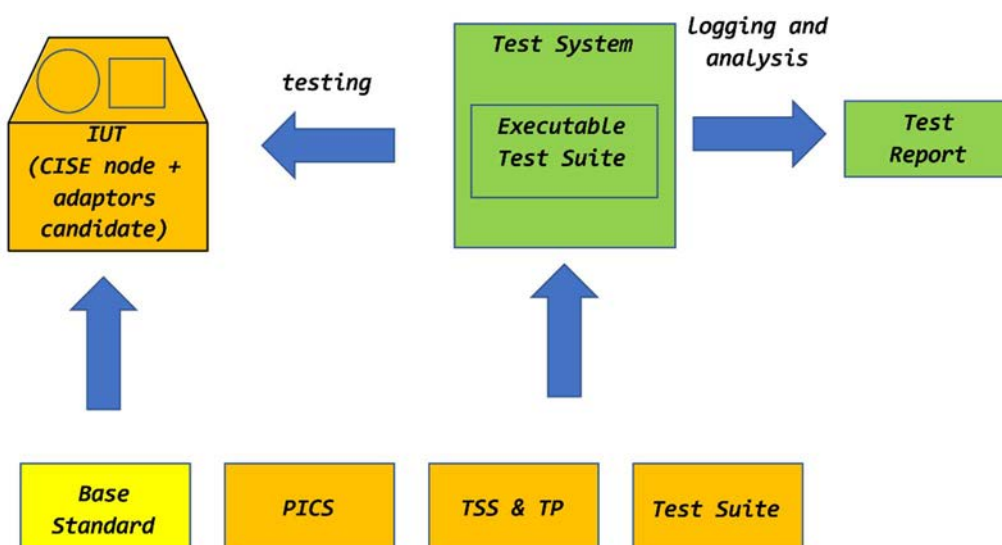 IUT
(CISE node +
adaptors
candidate)
testing
Test System
Executable
Test Suite
logging and
analysis
Test
Report
Base
Standard
PICS
TSS & TP
Test Suite